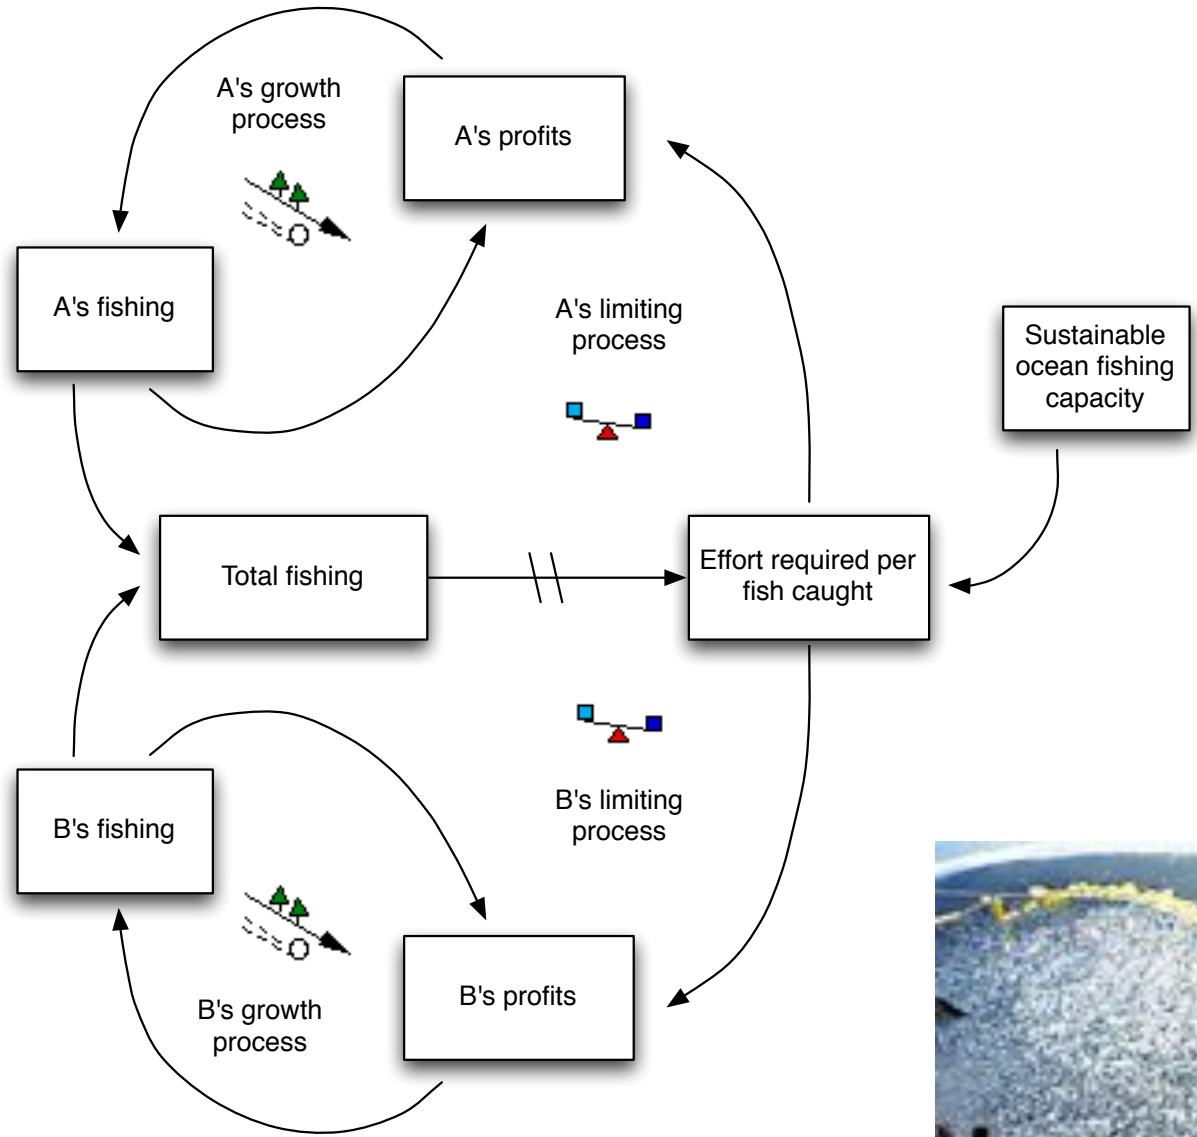 A's growth
process
A's profits
A's fishing
A's limiting
process
Sustainable
ocean fishing
capacity
Total fishing
Effort required per
fish caught
B's limiting
process
B's fishing
B's growth
process
B's profits